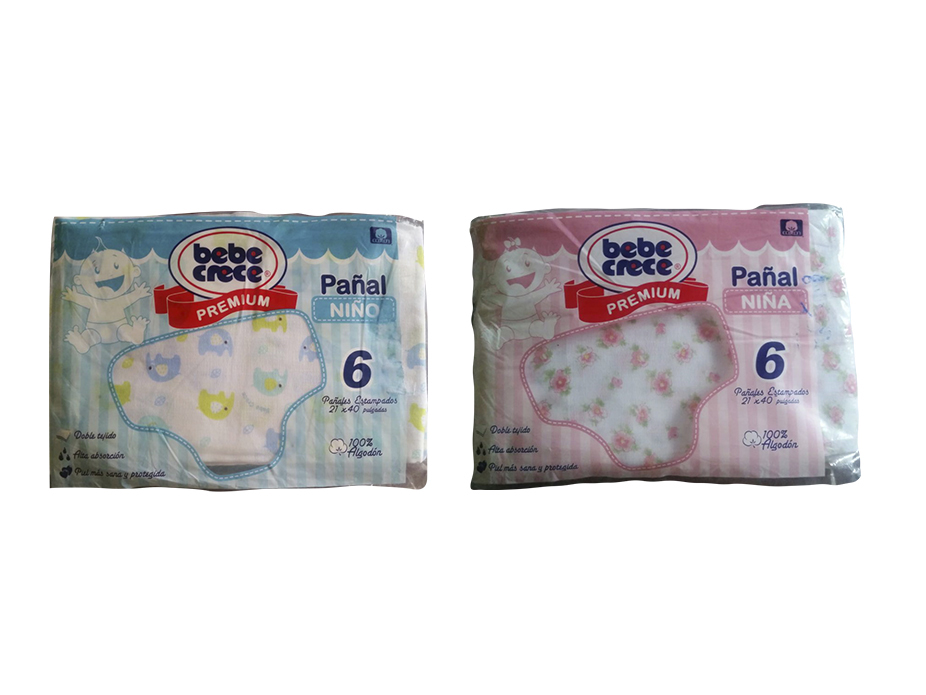 bebe
crece®
PREMIUM
Pañal
NIÑO
6
Pañales Estampados
21 x 40 pulgadas
100%
Algodón
Doble tejido
Alta absorción
Piel más sana y protegida
bebe
crece®
PREMIUM
Pañal
NIÑA
6
Pañales Estampados
21 x 40 pulgadas
100%
Algodón
Doble tejido
Alta absorción
Piel más sana y protegida